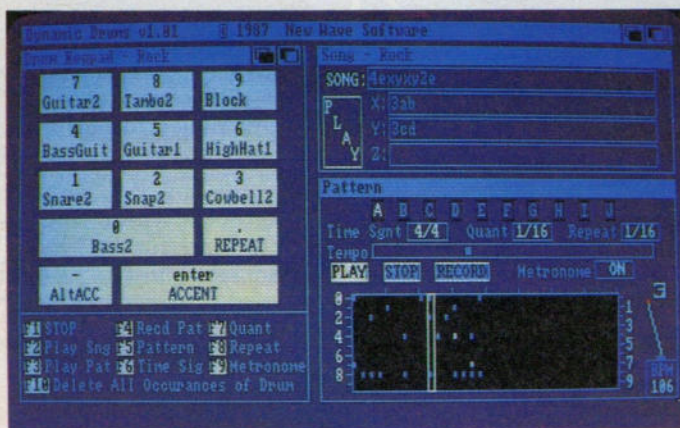 Dynamic Drums v1.01 © 1987 New Wave Software
Drum Keypad - Rock
7
Guitar2
8
Tambo2
9
Block
4
BassGuit
5
Guitar1
6
HighHat1
1
Snare2
2
Snap2
3
Cowbell2
0
Bass2
.
REPEAT
-
AltACC
enter
ACCENT
F1 STOP F4 Recd Pat F7 Quant
F2 Play Sng F5 Pattern F8 Repeat
F3 Play Pat F6 Time Sig F9 Metronome
F10 Delete All Occurances of Drum
Song - Rock
SONG: 4exyxy2e
PLAY
X: 3ab
Y: 3cd
Z:
Pattern
A B C D E F G H I J
Time Sgnt 4/4 Quant 1/16 Repeat 1/16
Tempo
PLAY STOP RECORD Metronome ON
0
2
4
6
8
1
3
5
7
9
BPM
106